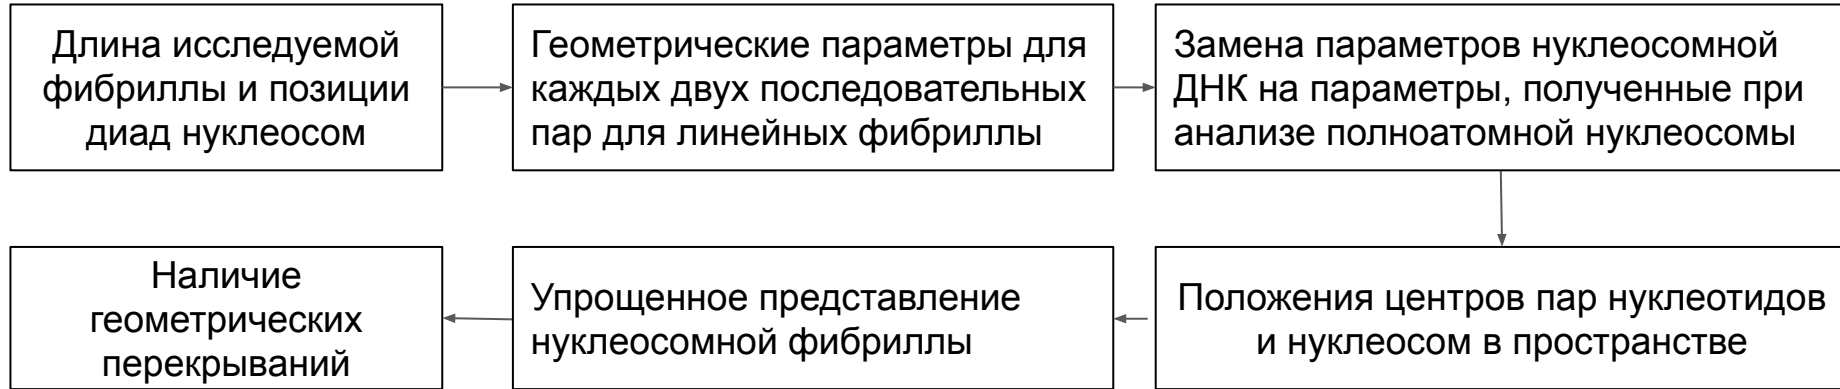 Длина исследуемой
фибриллы и позиции
диад нуклеосом
Геометрические параметры для
каждых двух последовательных
пар для линейных фибриллы
Замена параметров нуклеосомной
ДНК на параметры, полученные при
анализе полноатомной нуклеосомы
Положения центров пар нуклеотидов
и нуклеосом в пространстве
Упрощенное представление
нуклеосомной фибриллы
Наличие
геометрических
перекрываний